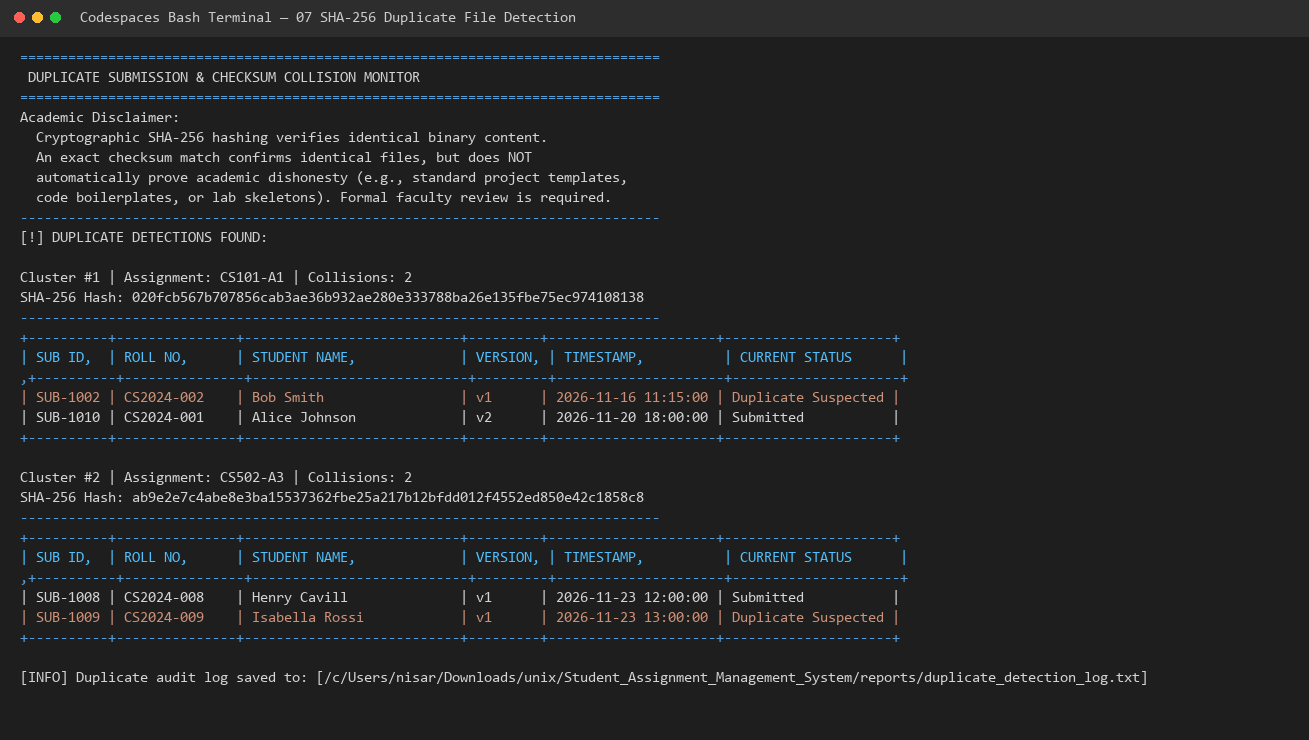 Codespaces Bash Terminal — 07 SHA-256 Duplicate File Detection
================================================================================
DUPLICATE SUBMISSION & CHECKSUM COLLISION MONITOR
================================================================================
Academic Disclaimer:
Cryptographic SHA-256 hashing verifies identical binary content.
An exact checksum match confirms identical files, but does NOT
automatically prove academic dishonesty (e.g., standard project templates,
code boilerplates, or lab skeletons). Formal faculty review is required.
--------------------------------------------------------------------------------
[!] DUPLICATE DETECTIONS FOUND:
Cluster #1 | Assignment: CS101-A1 | Collisions: 2
SHA-256 Hash: 020fcb567b707856cab3ae36b932ae280e333788ba26e135fbe75ec974108138
--------------------------------------------------------------------------------
+----------+---------------+---------------------------+---------+---------------------+---------------------+
| SUB ID,  | ROLL NO,      | STUDENT NAME,             | VERSION, | TIMESTAMP,          | CURRENT STATUS      |
,+----------+---------------+---------------------------+---------+---------------------+---------------------+
| SUB-1002 | CS2024-002    | Bob Smith                 | v1      | 2026-11-16 11:15:00 | Duplicate Suspected |
| SUB-1010 | CS2024-001    | Alice Johnson             | v2      | 2026-11-20 18:00:00 | Submitted           |
+----------+---------------+---------------------------+---------+---------------------+---------------------+
Cluster #2 | Assignment: CS502-A3 | Collisions: 2
SHA-256 Hash: ab9e2e7c4abe8e3ba15537362fbe25a217b12bfdd012f4552ed850e42c1858c8
--------------------------------------------------------------------------------
+----------+---------------+---------------------------+---------+---------------------+---------------------+
| SUB ID,  | ROLL NO,      | STUDENT NAME,             | VERSION, | TIMESTAMP,          | CURRENT STATUS      |
,+----------+---------------+---------------------------+---------+---------------------+---------------------+
| SUB-1008 | CS2024-008    | Henry Cavill              | v1      | 2026-11-23 12:00:00 | Submitted           |
| SUB-1009 | CS2024-009    | Isabella Rossi            | v1      | 2026-11-23 13:00:00 | Duplicate Suspected |
+----------+---------------+---------------------------+---------+---------------------+---------------------+
[INFO] Duplicate audit log saved to: [/c/Users/nisar/Downloads/unix/Student_Assignment_Management_System/reports/duplicate_detection_log.txt]